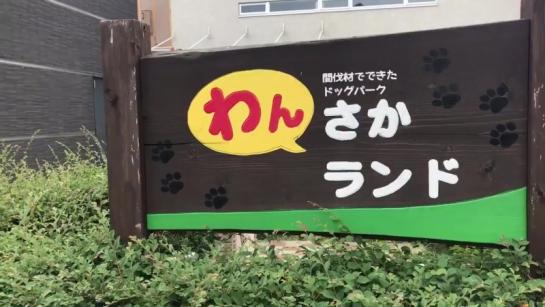 間伐材でできた
ドッグパーク
わんさか
ランド